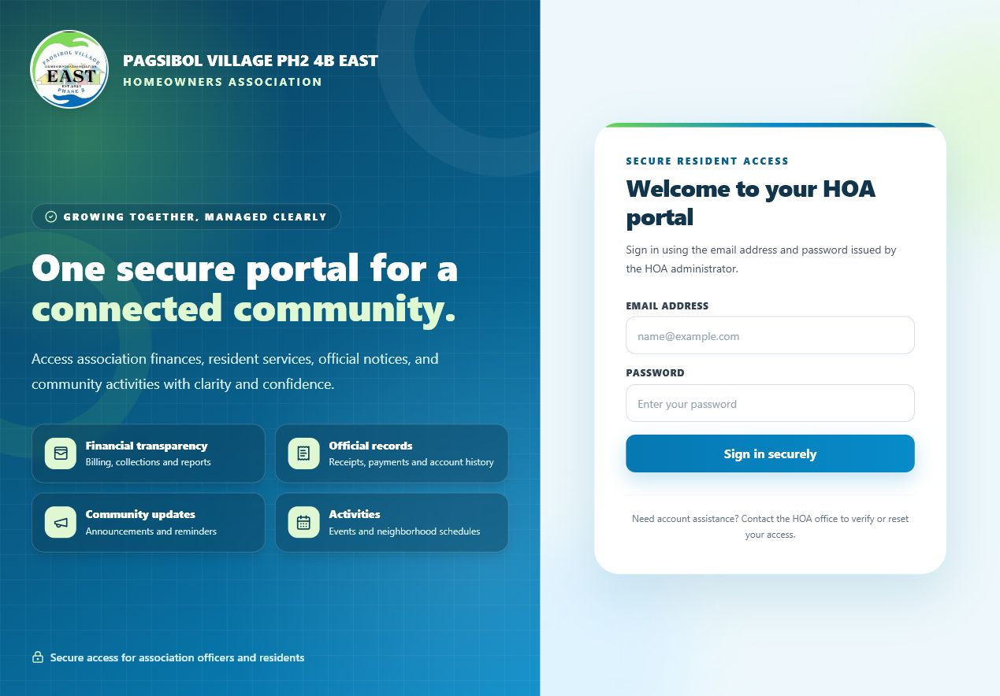 PAGSIBOL VILLAGE
HOMEOWNERS ASSOCIATION
EAST
EST.2021
PHASE 2
PAGSIBOL VILLAGE PH2 4B EAST
HOMEOWNERS ASSOCIATION
GROWING TOGETHER, MANAGED CLEARLY
One secure portal for a
connected community.
Access association finances, resident services, official notices, and
community activities with clarity and confidence.
Financial transparency
Billing, collections and reports
Official records
Receipts, payments and account history
Community updates
Announcements and reminders
Activities
Events and neighborhood schedules
Secure access for association officers and residents
SECURE RESIDENT ACCESS
Welcome to your HOA
portal
Sign in using the email address and password issued by
the HOA administrator.
EMAIL ADDRESS
name@example.com
PASSWORD
Enter your password
Sign in securely
Need account assistance? Contact the HOA office to verify or reset
your access.